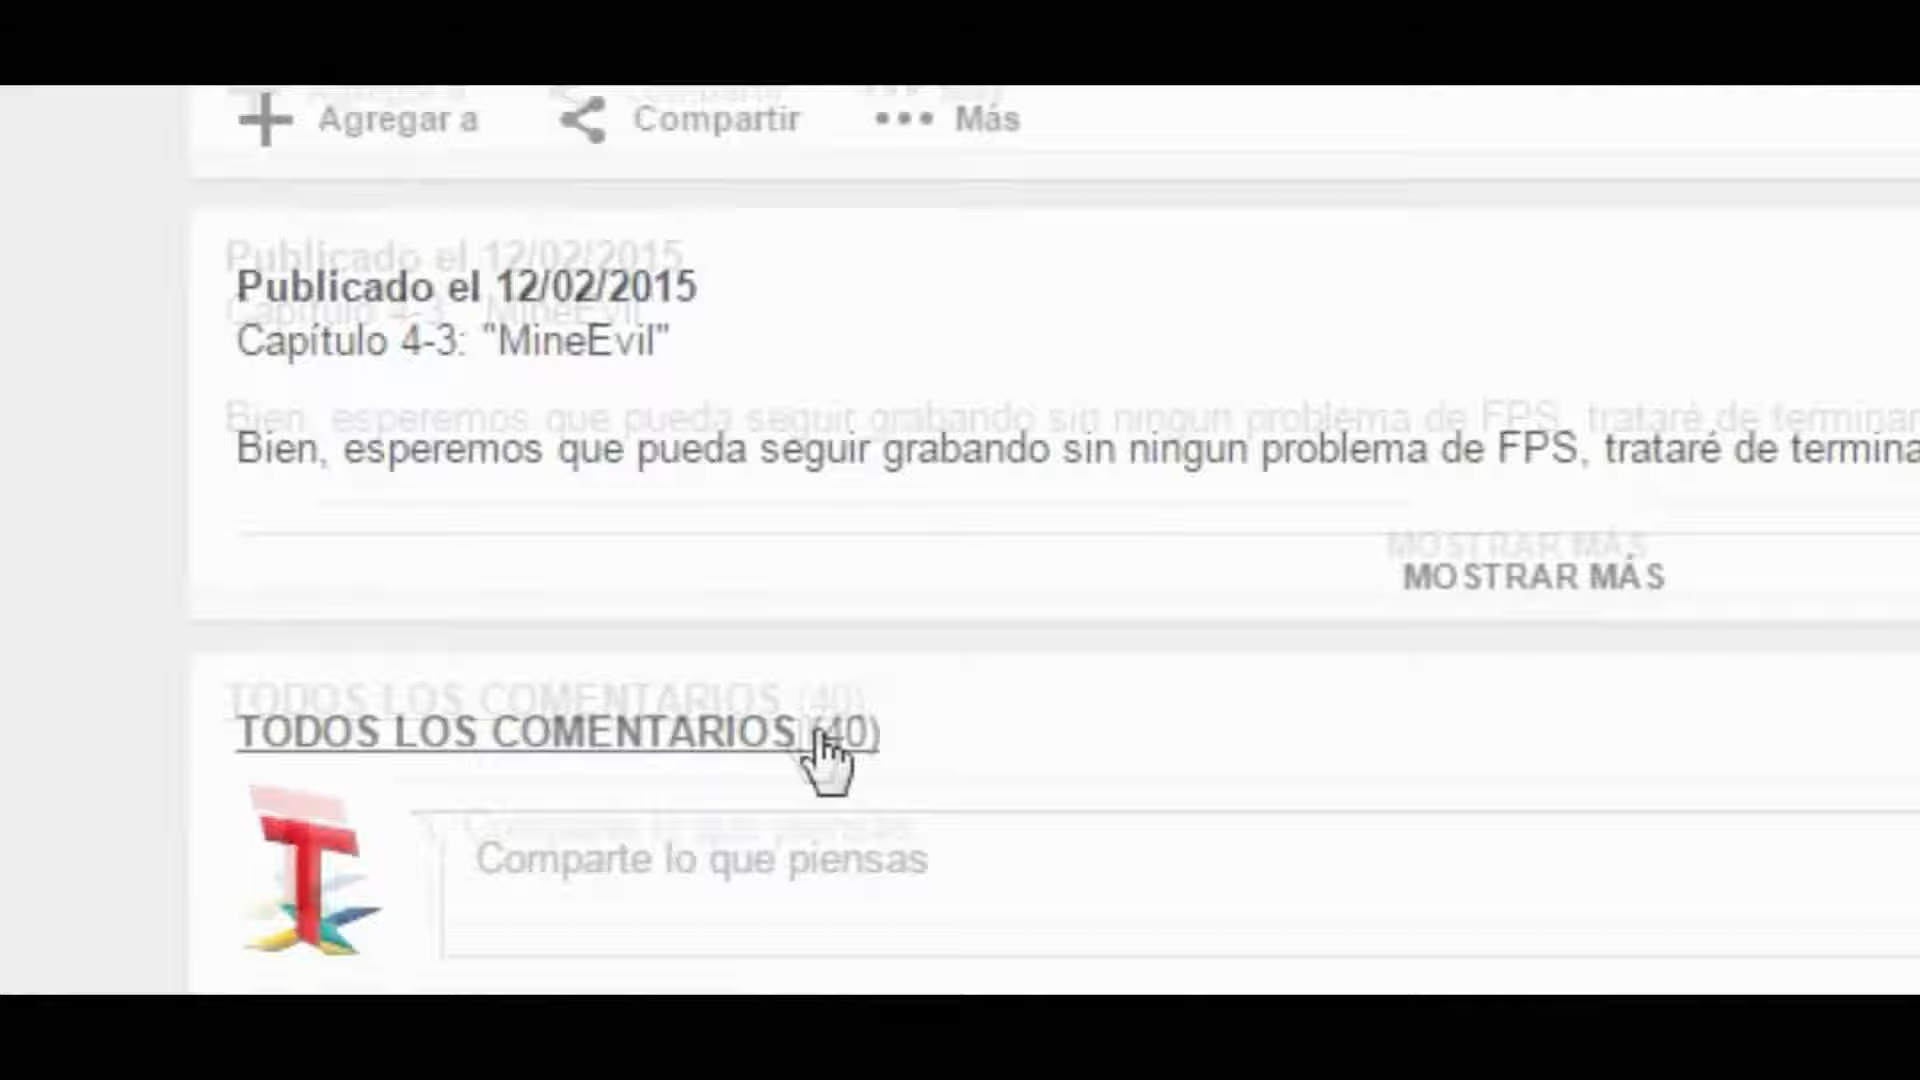 Agregar a Compartir Más
Publicado el 12/02/2015
Capítulo 4-3: "MineEvil"
Bien, esperemos que pueda seguir grabando sin ningun problema de FPS, trataré de
MOSTRAR MÁS
TODOS LOS COMENTARIOS (40)
Comparte lo que piensas